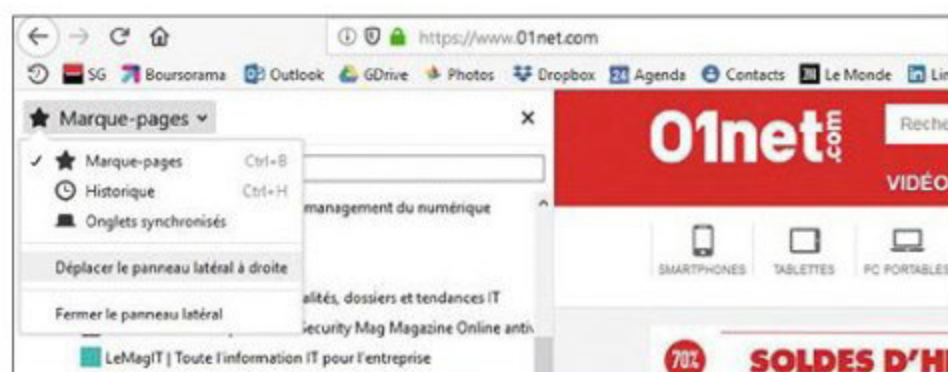 https://www.01net.com
SG Boursorama Outlook GDrive Photos Dropbox 24 Agenda Contacts Le Monde
Marque-pages
01net.com
Reche
Marque-pages Ctrl+B
Historique Ctrl+H
VIDÉO
management du numérique
Onglets synchronisés
Déplacer le panneau latéral à droite
SMARTPHONES TABLETTES PC PORTABLES
alités, dossiers et tendances IT
Fermer le panneau latéral
Security Mag Magazine Online antiv
LeMagIT | Toute l'information IT pour l'entreprise
70%
SOLDES D'HI